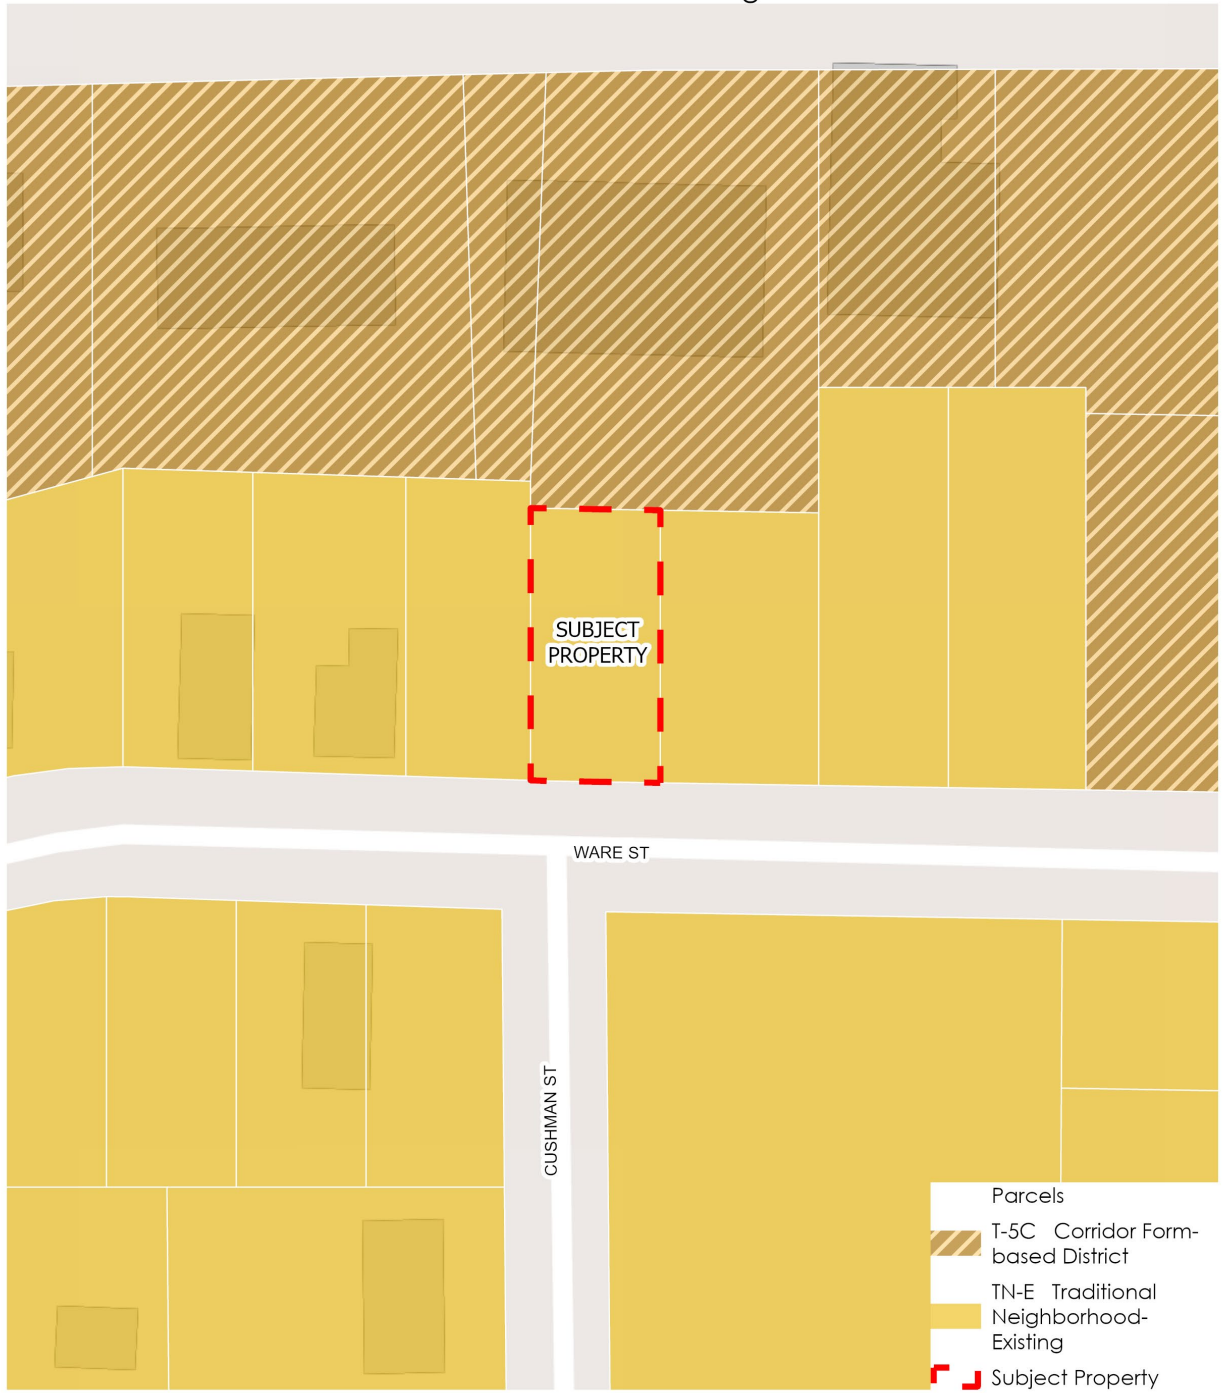 SUBJECT
PROPERTY
WARE ST
CUSHMAN ST
Parcels
T-5C Corridor Form-
based District
TN-E Traditional
Neighborhood-
Existing
Subject Property